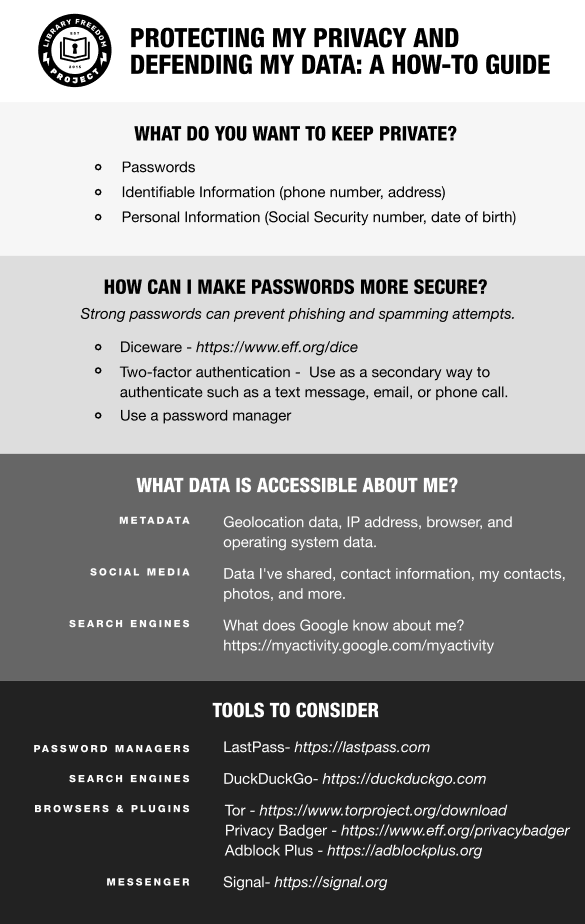 LIBRARY FREEDOM
EST
2015
PROJECT
PROTECTING MY PRIVACY AND
DEFENDING MY DATA: A HOW-TO GUIDE
WHAT DO YOU WANT TO KEEP PRIVATE?
Passwords
Identifiable Information (phone number, address)
Personal Information (Social Security number, date of birth)
HOW CAN I MAKE PASSWORDS MORE SECURE?
Strong passwords can prevent phishing and spamming attempts.
Diceware - https://www.eff.org/dice
Two-factor authentication -  Use as a secondary way to
authenticate such as a text message, email, or phone call.
Use a password manager
WHAT DATA IS ACCESSIBLE ABOUT ME?
METADATA Geolocation data, IP address, browser, and
operating system data.
SOCIAL MEDIA Data I've shared, contact information, my contacts,
photos, and more.
SEARCH ENGINES What does Google know about me?
https://myactivity.google.com/myactivity
TOOLS TO CONSIDER
PASSWORD MANAGERS LastPass- https://lastpass.com
SEARCH ENGINES DuckDuckGo- https://duckduckgo.com
BROWSERS & PLUGINS Tor - https://www.torproject.org/download
Privacy Badger - https://www.eff.org/privacybadger
Adblock Plus - https://adblockplus.org
MESSENGER Signal- https://signal.org